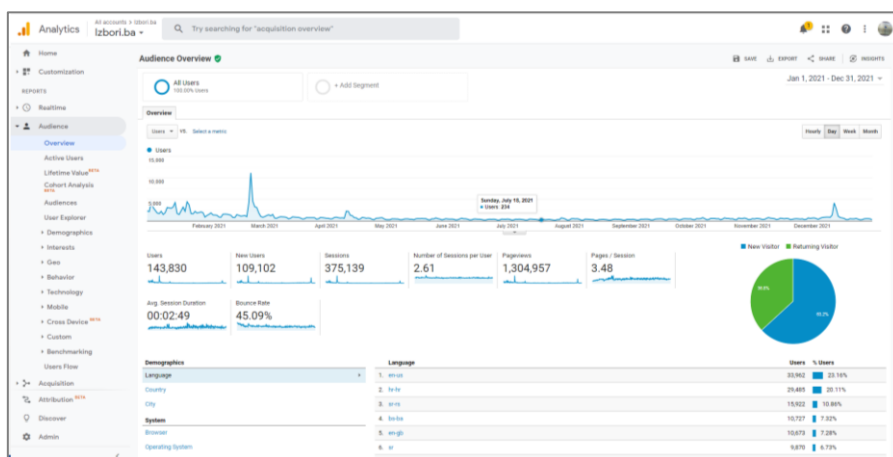 Analytics
All accounts > Izbori.ba
Izbori.ba
Try searching for "acquisition overview"
1
Home
Customization
REPORTS
Realtime
Audience
Overview
Active Users
Lifetime Value BETA
Cohort Analysis BETA
Audiences
User Explorer
Demographics
Interests
Geo
Behavior
Technology
Mobile
Cross Device BETA
Custom
Benchmarking
Users Flow
Acquisition
Attribution BETA
Discover
Admin
Audience Overview
SAVE EXPORT SHARE INSIGHTS
All Users
100.00% Users
+ Add Segment
Jan 1, 2021 - Dec 31, 2021
Overview
Users VS. Select a metric
Hourly Day Week Month
Users
15,000
10,000
5,000
Users: 234
February 2021 March 2021 April 2021 May 2021 June 2021 July 2021 August 2021 September 2021 October 2021 November 2021 December 2021
Users
143,830
New Users
109,102
Sessions
375,139
Number of Sessions per User
2.61
Pageviews
1,304,957
Pages / Session
3.48
Avg. Session Duration
00:02:49
Bounce Rate
45.09%
New Visitor Returning Visitor
Demographics
Language
Country
City
System
Browser
Operating System
Language Users % Users
1. en-us 33,962 23.16%
2. hr-hr 29,485 20.11%
3. sr-rs 15,922 10.86%
4. bs-ba 10,727 7.32%
5. en-gb 10,673 7.28%
6. sr 9,870 6.73%